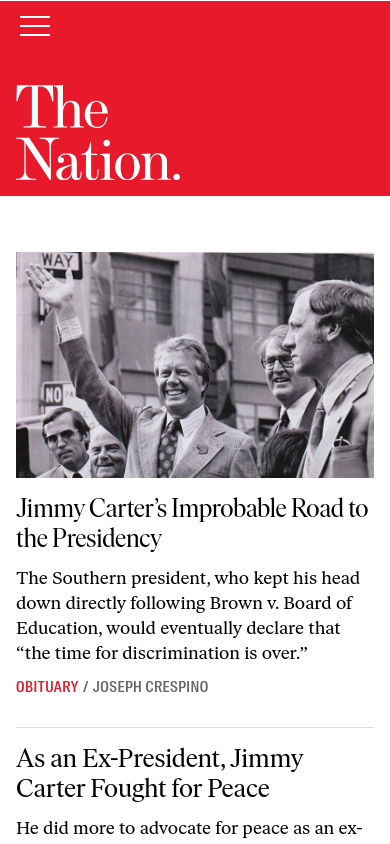 The
Nation.
WAY
NO
Jimmy Carter’s Improbable Road to
the Presidency
The Southern president, who kept his head
down directly following Brown v. Board of
Education, would eventually declare that
“the time for discrimination is over.”
OBITUARY / JOSEPH CRESPINO
As an Ex-President, Jimmy
Carter Fought for Peace
He did more to advocate for peace as an ex-